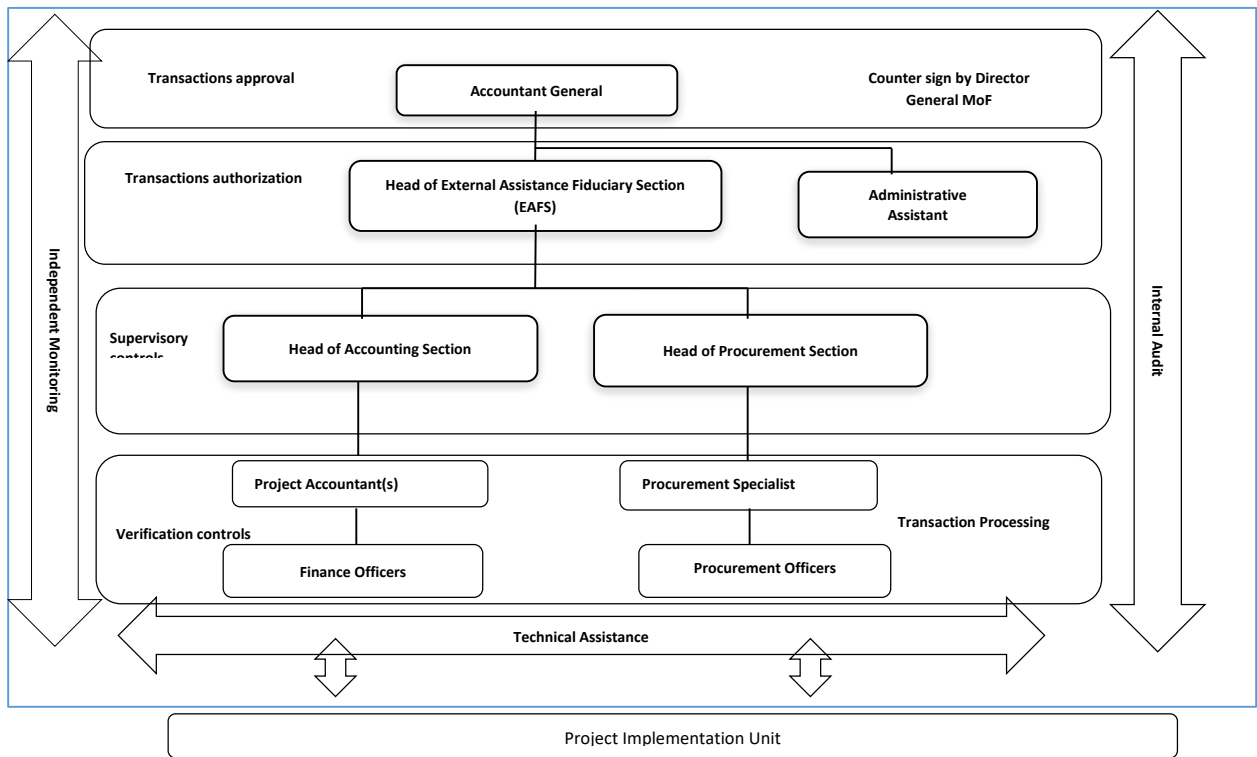 Transactions approval
Accountant General
Counter sign by Director
General MoF
Transactions authorization
Head of External Assistance Fiduciary Section
(EAFS)
Administrative
Assistant
Independent Monitoring
Internal Audit
Supervisory
controls
Head of Accounting Section
Head of Procurement Section
Project Accountant(s)
Procurement Specialist
Verification controls
Transaction Processing
Finance Officers
Procurement Officers
Technical Assistance
Project Implementation Unit